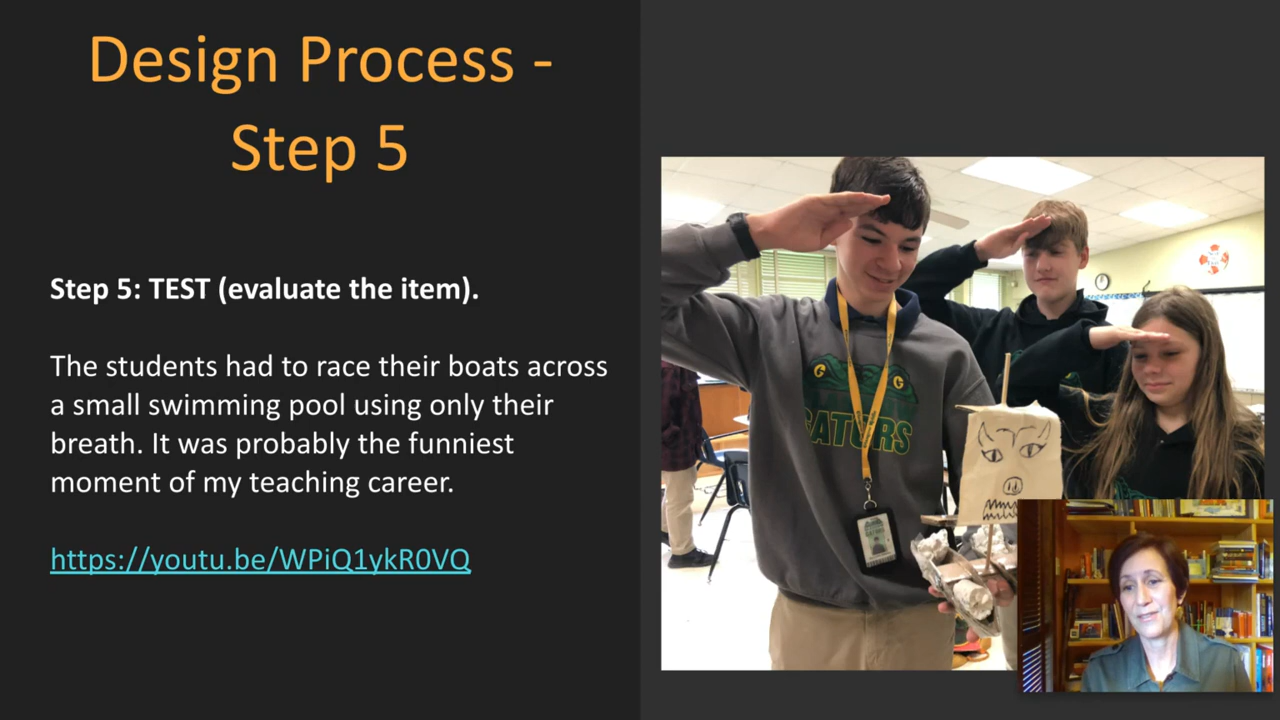 Design Process -
Step 5
Step 5: TEST (evaluate the item).
The students had to race their boats across
a small swimming pool using only their
breath. It was probably the funniest
moment of my teaching career.
https://youtu.be/WPiQ1ykR0VQ
GATORS